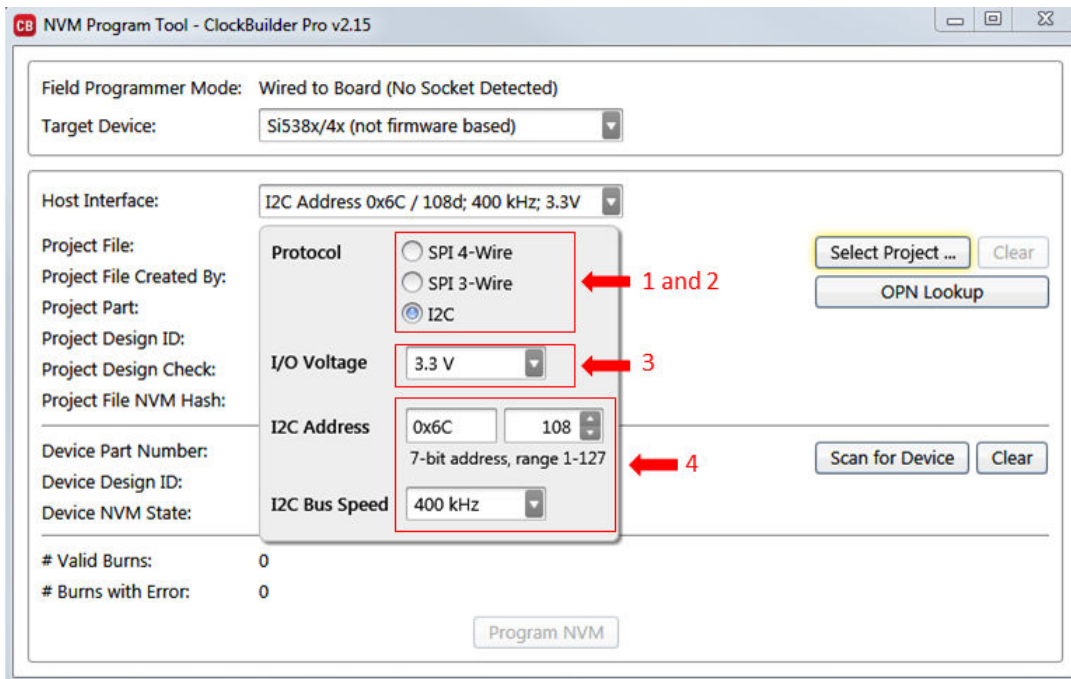 CB NVM Program Tool - ClockBuilder Pro v2.15
Field Programmer Mode: Wired to Board (No Socket Detected)
Target Device: Si538x/4x (not firmware based)
Host Interface: I2C Address 0x6C / 108d; 400 kHz; 3.3V
Project File:
Project File Created By:
Project Part:
Project Design ID:
Project Design Check:
Project File NVM Hash:
Protocol SPI 4-Wire
SPI 3-Wire
I2C
1 and 2
I/O Voltage 3.3 V
3
I2C Address 0x6C 108
7-bit address, range 1-127
4
I2C Bus Speed 400 kHz
Select Project ... Clear
OPN Lookup
Device Part Number:
Device Design ID:
Device NVM State:
Scan for Device Clear
# Valid Burns: 0
# Burns with Error: 0
Program NVM